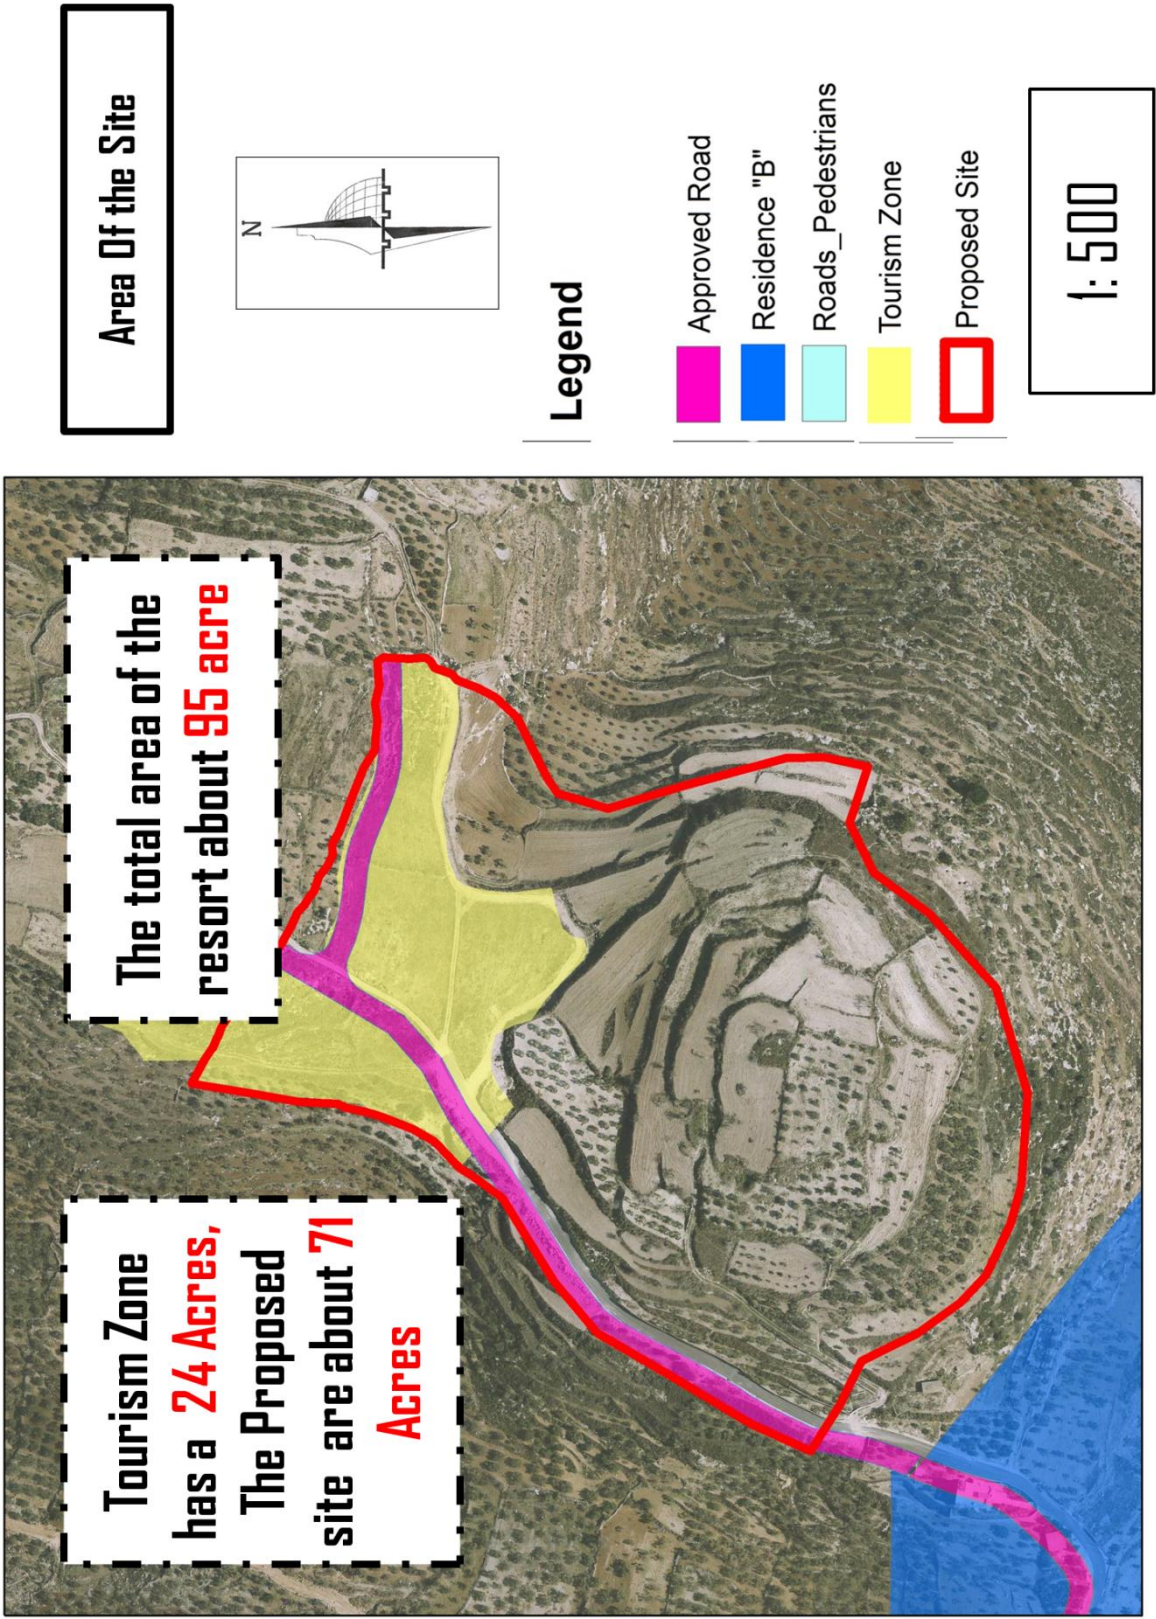 Area Of the Site
N
Legend
Approved Road
Residence "B"
Roads_Pedestrians
Tourism Zone
Proposed Site
1: 500
The total area of the
resort about 95 acre
Tourism Zone
has a 24 Acres,
The Proposed
site are about 71
Acres